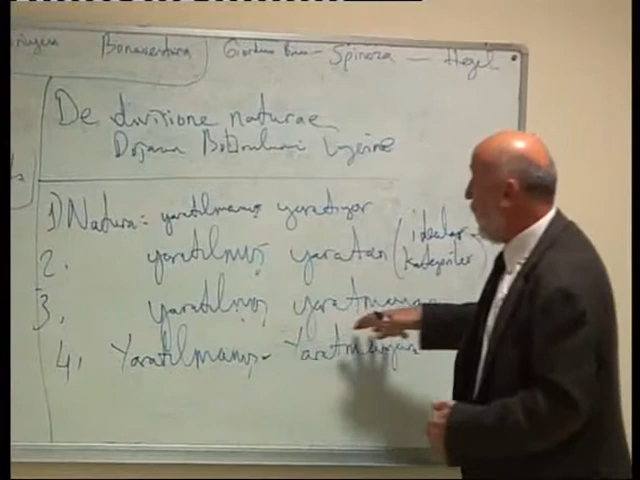 Bonaventura Giordano Bruno - Spinoza - Hegel
De divisione naturae
Doğanın Bölünümü Üzerine
1) Natura: yaratılmamış yaratıyor
2. yaratılmış yaratan (idealar
kategoriler
3, yaratılmış, yaratmayan
4, Yaratılmamış - Yaratmayan